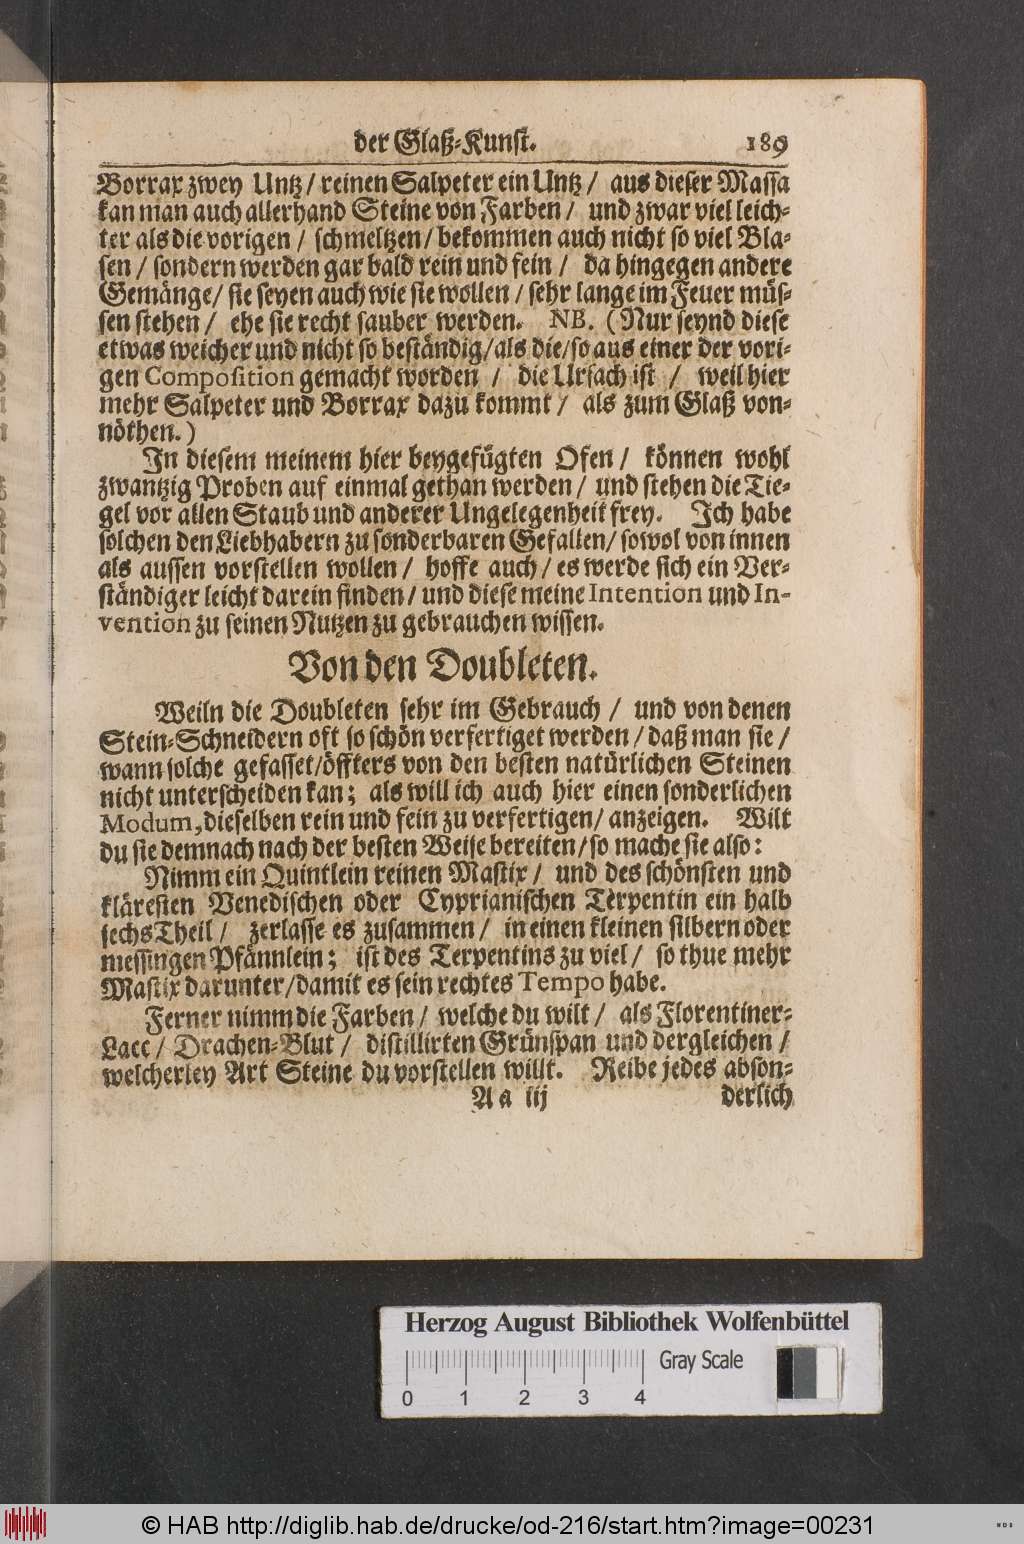 der Glaß-Kunst. 189
Borrax zwey Untz / reinen Salpeter ein Untz / aus dieser Massa
kan man auch allerhand Steine von Farben / und zwar viel leich-
ter als die vorigen / schmeltzen / bekommen auch nicht so viel Bla-
sen / sondern werden gar bald rein und fein / da hingegen andere
Gemänge / sie seyen auch wie sie wollen / sehr lange im Feuer müs-
sen stehen / ehe sie recht sauber werden. NB. (Nur seynd diese
etwas weicher und nicht so beständig / als die / so aus einer der vori-
gen Composition gemacht worden / die Ursach ist / weil hier
mehr Salpeter und Borrax dazu kommt / als zum Glaß von-
nöthen.)
In diesem meinem hier beygefügten Ofen / können wohl
zwantzig Proben auf einmal gethan werden / und stehen die Tie-
gel vor allen Staub und anderer Ungelegenheit frey. Ich habe
solchen den Liebhabern zu sonderbaren Gefallen / sowol von innen
als aussen vorstellen wollen / hoffe auch / es werde sich ein Ver-
ständiger leicht darein finden / und diese meine Intention und In-
vention zu seinen Nutzen zu gebrauchen wissen.
Von den Doubleten.
Weiln die Doubleten sehr im Gebrauch / und von denen
Stein-Schneidern oft so schön verfertiget werden / daß man sie /
wann solche gefasset / öffters von den besten natürlichen Steinen
nicht unterscheiden kan; als will ich auch hier einen sonderlichen
Modum, dieselben rein und fein zu verfertigen / anzeigen. Wilt
du sie demnach nach der besten Weise bereiten / so mache sie also:
Nimm ein Quintlein reinen Mastix / und des schönsten und
kläresten Venedischen oder Cyprianischen Terpentin ein halb
sechs Theil / zerlasse es zusammen / in einen kleinen silbern oder
messingen Pfännlein; ist des Terpentins zu viel / so thue mehr
Mastix darunter / damit es sein rechtes Tempo habe.
Ferner nimm die Farben / welche du wilt / als Florentiner-
Lacc / Drachen-Blut / distillirten Grünspan und dergleichen /
welcherley Art Steine du vorstellen willt. Reibe jedes abson-
A a iij derlich
Herzog August Bibliothek Wolfenbüttel
Gray Scale
0 1 2 3 4
© HAB http://diglib.hab.de/drucke/od-216/start.htm?image=00231